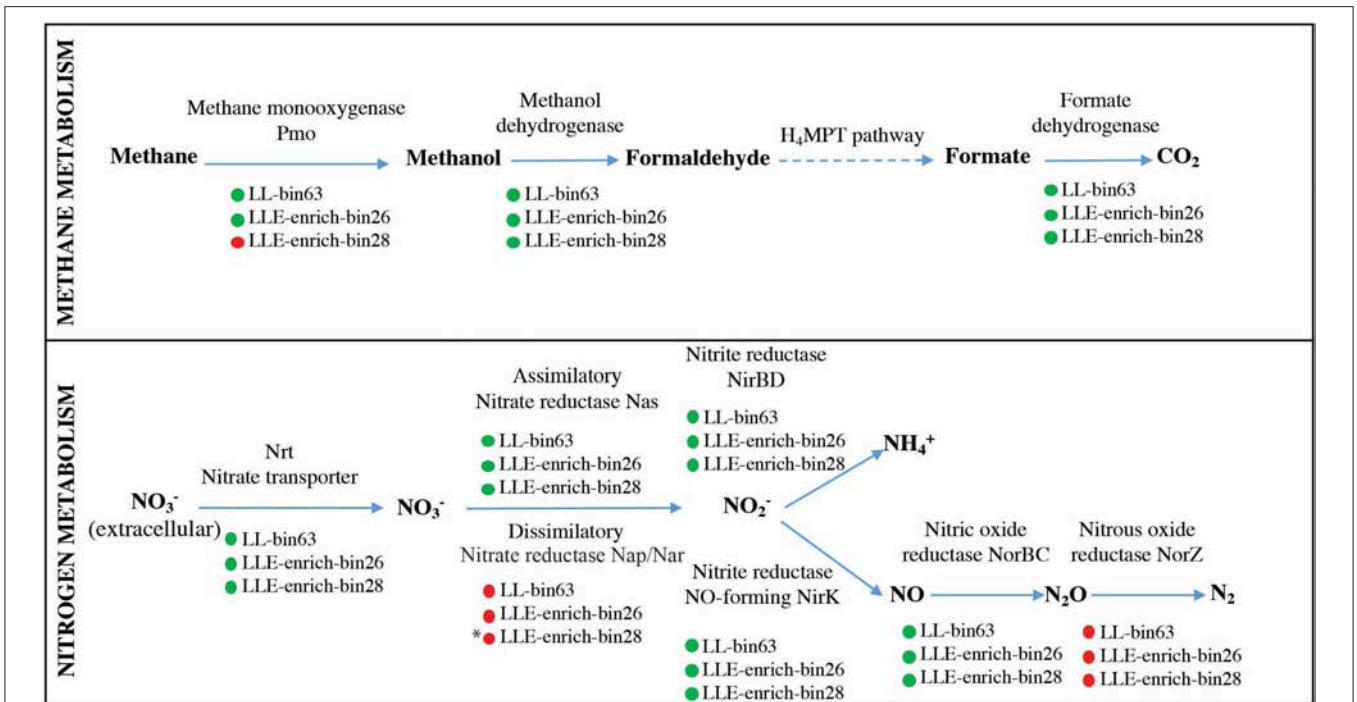 METHANE METABOLISM
Methane monooxygenase
Pmo
Methanol
dehydrogenase
H₄MPT pathway
Formate
dehydrogenase
Methane
Methanol
Formaldehyde
Formate
CO₂
LL-bin63
LLE-enrich-bin26
LLE-enrich-bin28
LL-bin63
LLE-enrich-bin26
LLE-enrich-bin28
LL-bin63
LLE-enrich-bin26
LLE-enrich-bin28
NITROGEN METABOLISM
Nrt
Nitrate transporter
NO₃⁻
(extracellular)
LL-bin63
LLE-enrich-bin26
LLE-enrich-bin28
NO₃⁻
Assimilatory
Nitrate reductase Nas
LL-bin63
LLE-enrich-bin26
LLE-enrich-bin28
Dissimilatory
Nitrate reductase Nap/Nar
LL-bin63
LLE-enrich-bin26
* LLE-enrich-bin28
Nitrite reductase
NirBD
LL-bin63
LLE-enrich-bin26
LLE-enrich-bin28
NO₂⁻
NH₄⁺
Nitrite reductase
NO-forming NirK
LL-bin63
LLE-enrich-bin26
LLE-enrich-bin28
Nitric oxide
reductase NorBC
NO
LL-bin63
LLE-enrich-bin26
LLE-enrich-bin28
Nitrous oxide
reductase NorZ
N₂O
N₂
LL-bin63
LLE-enrich-bin26
LLE-enrich-bin28